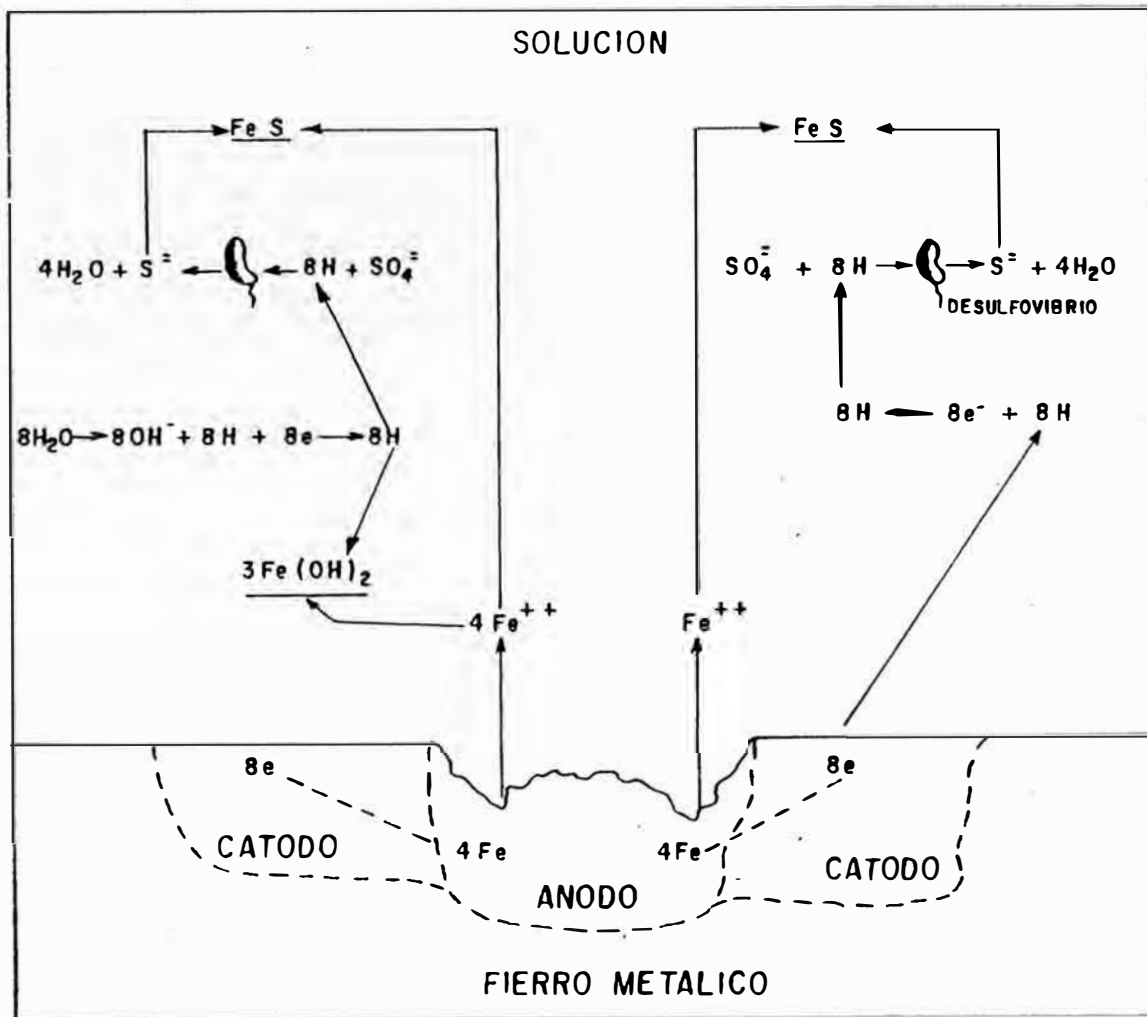 SOLUCION
Fe S
Fe S
4H₂O + S⁼ ← 8H + SO₄⁼
SO₄⁼ + 8H → → S⁼ + 4H₂O
DESULFOVIBRIO
8H 8e⁻ + 8H
8H₂O→8OH⁻+ 8H + 8e → 8H
3Fe(OH)₂
4Fe⁺⁺
Fe⁺⁺
8e
8e
CATODO
4Fe
4Fe
CATODO
ANODO
FIERRO METALICO